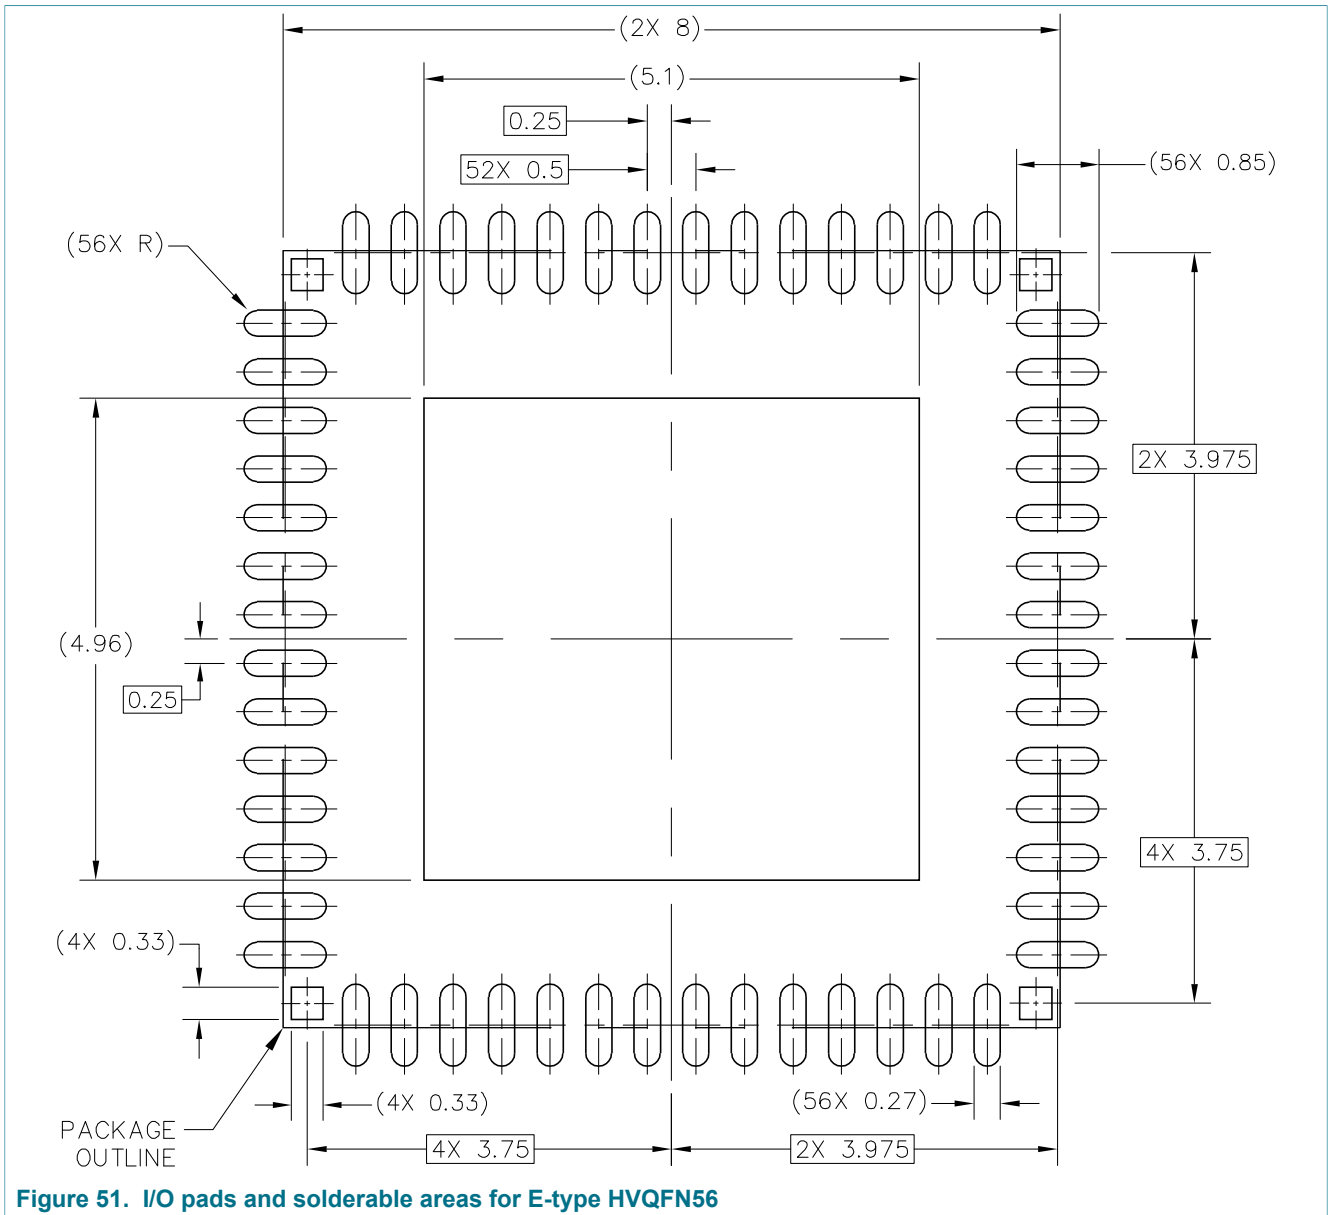 (2X 8)
(5.1)
0.25
52X 0.5
(56X 0.85)
(56X R)
2X 3.975
(4.96)
0.25
4X 3.75
(4X 0.33)
(4X 0.33)
(56X 0.27)
PACKAGE
OUTLINE
4X 3.75
2X 3.975
Figure 51. I/O pads and solderable areas for E-type HVQFN56